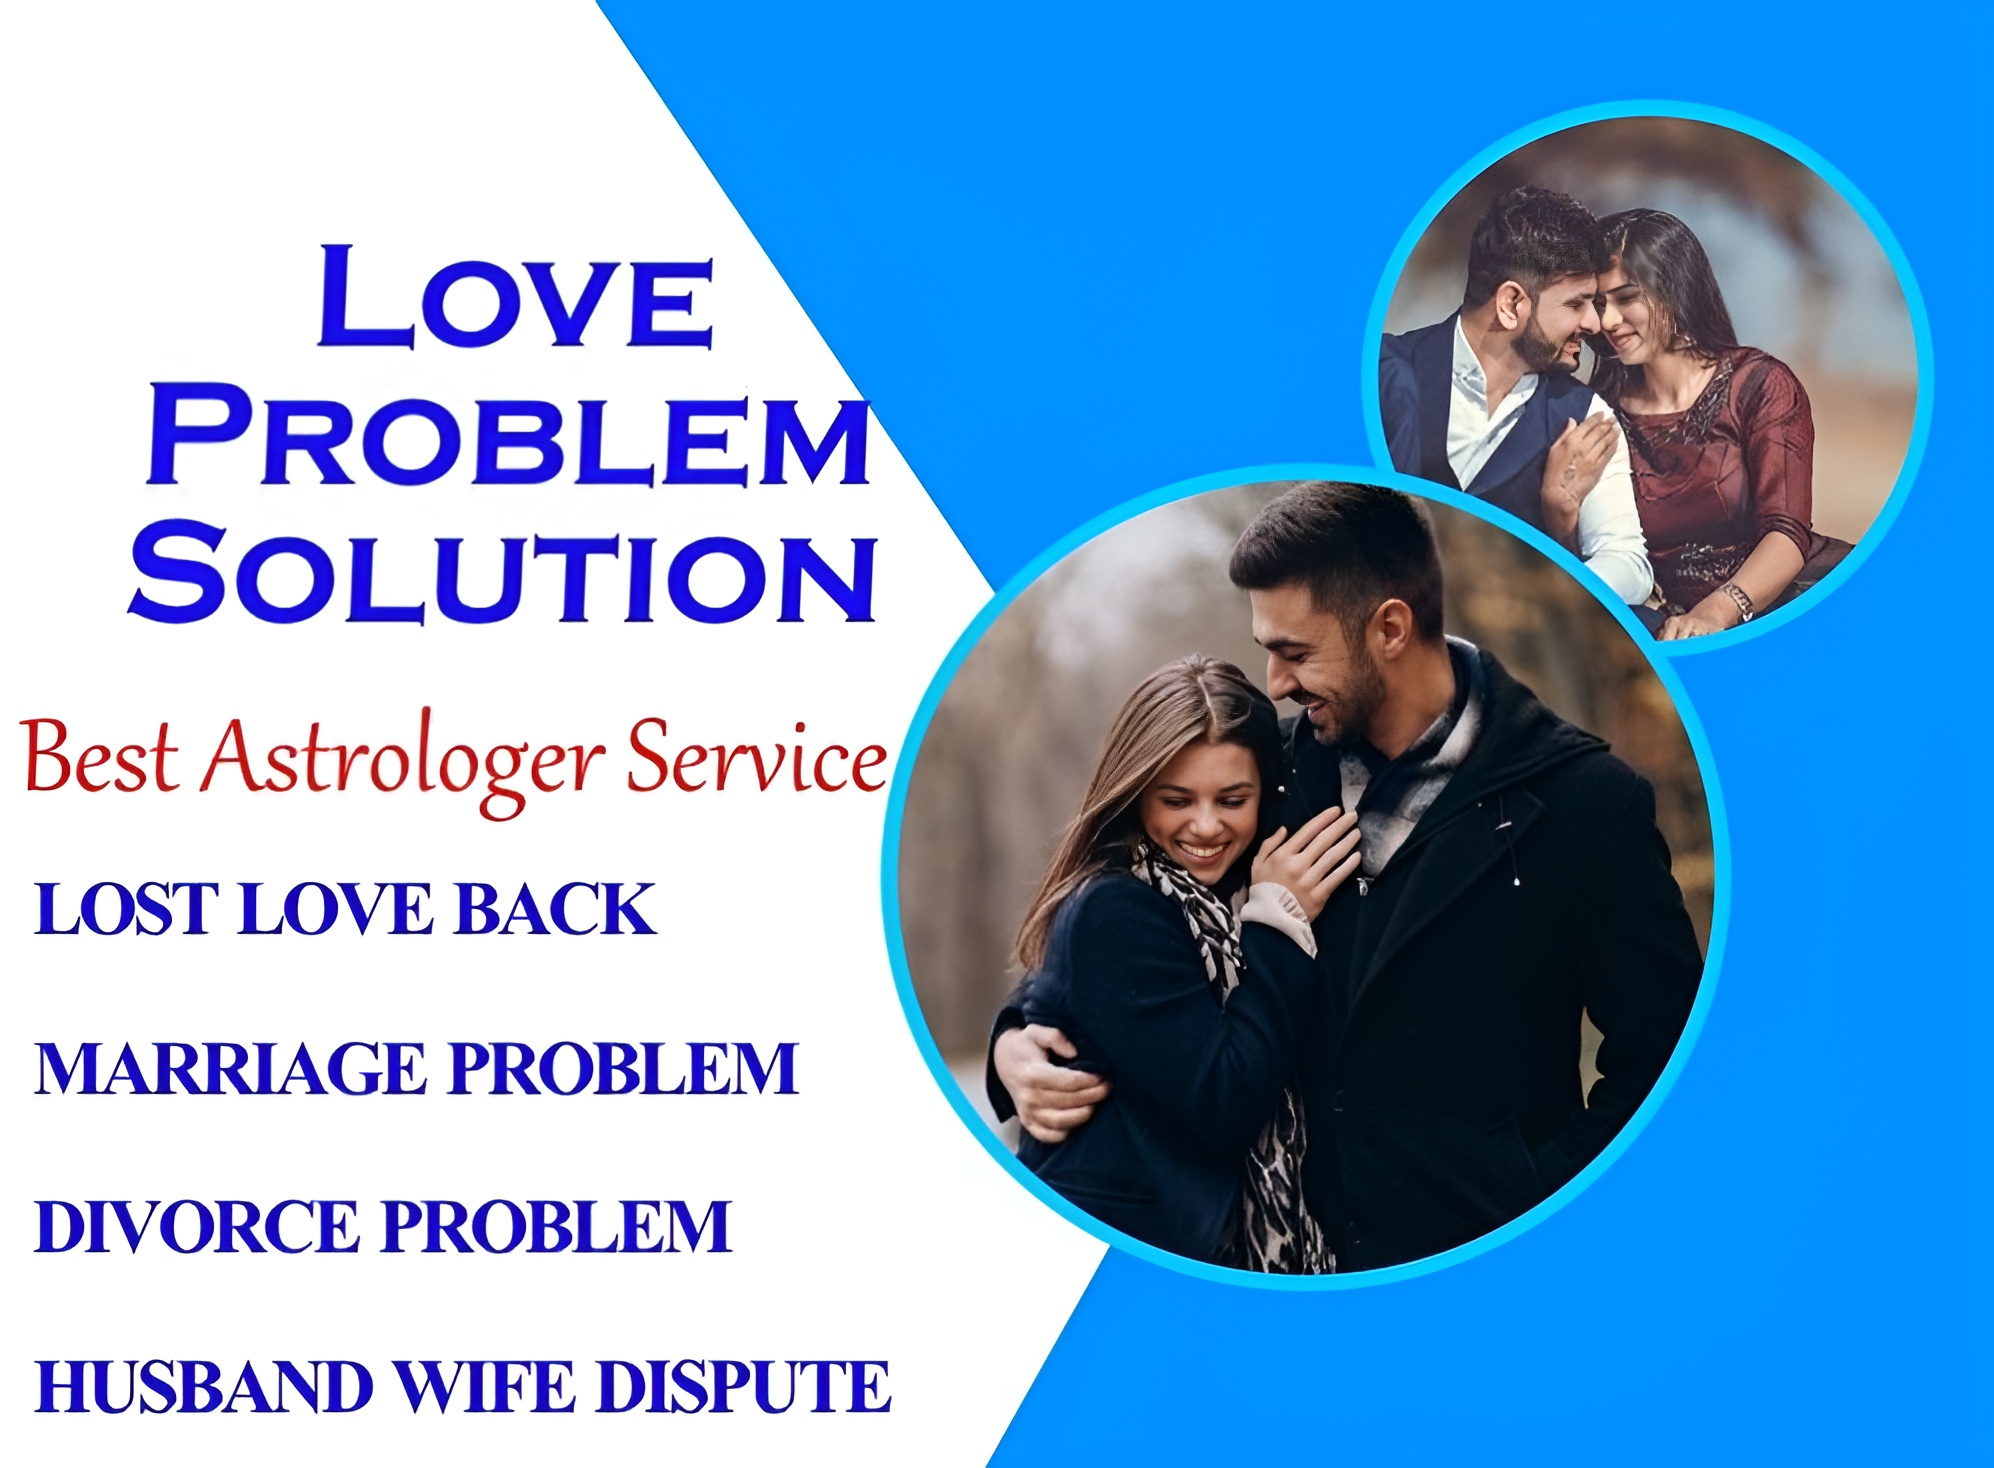 LOVE
PROBLEM
SOLUTION
Best Astrologer Service
LOST LOVE BACK
MARRIAGE PROBLEM
DIVORCE PROBLEM
HUSBAND WIFE DISPUTE